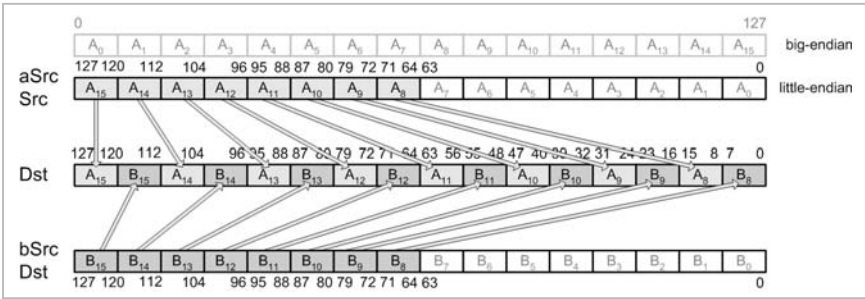 0 127
A0 A1 A2 A3 A4 A5 A6 A7 A8 A9 A10 A11 A12 A13 A14 A15 big-endian
127 120 112 104 96 95 88 87 80 79 72 71 64 63 0
aSrc
Src
A15 A14 A13 A12 A11 A10 A9 A8 A7 A6 A5 A4 A3 A2 A1 A0 little-endian
127 120 112 104 96 95 88 87 80 79 72 71 64 63 56 55 48 47 40 39 32 31 24 23 16 15 8 7 0
Dst A15 B15 A14 B14 A13 B13 A12 B12 A11 B11 A10 B10 A9 B9 A8 B8
bSrc
Dst
B15 B14 B13 B12 B11 B10 B9 B8 B7 B6 B5 B4 B3 B2 B1 B0
127 120 112 104 96 95 88 87 80 79 72 71 64 63 0